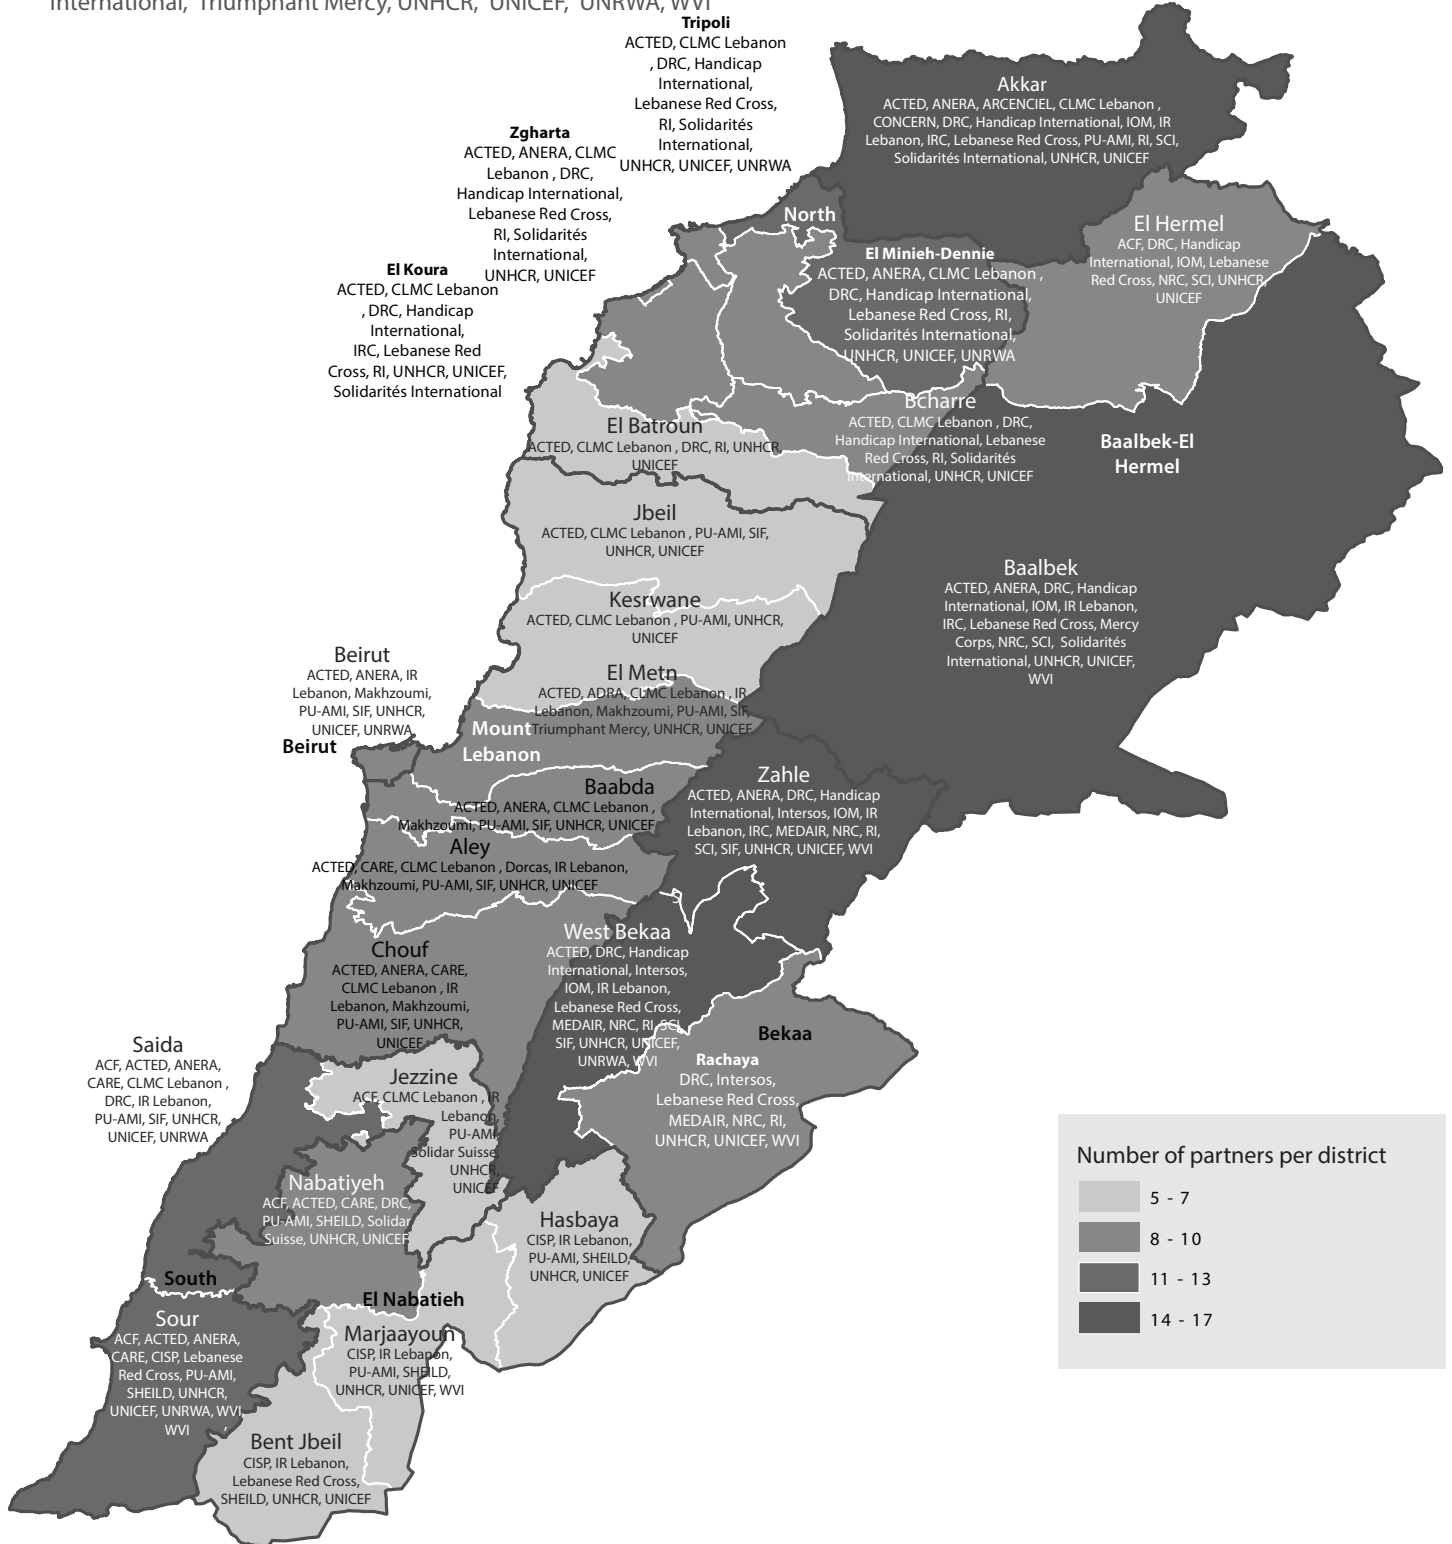 International, Triumphant Mercy, UNHCR, UNICEF, UNRWA, WVI
Tripoli
ACTED, CLMC Lebanon
, DRC, Handicap
International,
Lebanese Red Cross,
RI, Solidarités
International,
UNHCR, UNICEF, UNRWA
Akkar
ACTED, ANERA, ARCENCIEL, CLMC Lebanon ,
CONCERN, DRC, Handicap International, IOM, IR
Lebanon, IRC, Lebanese Red Cross, PU-AMI, RI, SCI,
Solidarités International, UNHCR, UNICEF
Zgharta
ACTED, ANERA, CLMC
Lebanon , DRC,
Handicap International,
Lebanese Red Cross,
RI, Solidarités
International,
UNHCR, UNICEF
North
El Hermel
ACF, DRC, Handicap
International, IOM, Lebanese
Red Cross, NRC, SCI, UNHCR,
UNICEF
El Minieh-Dennie
ACTED, ANERA, CLMC Lebanon ,
DRC, Handicap International,
Lebanese Red Cross, RI,
Solidarités International,
UNHCR, UNICEF, UNRWA
El Koura
ACTED, CLMC Lebanon
, DRC, Handicap
International,
IRC, Lebanese Red
Cross, RI, UNHCR, UNICEF,
Solidarités International
Bcharre
ACTED, CLMC Lebanon , DRC,
Handicap International, Lebanese
Red Cross, RI, Solidarités
International, UNHCR, UNICEF
El Batroun
ACTED, CLMC Lebanon , DRC, RI, UNHCR,
UNICEF
Baalbek-El
Hermel
Jbeil
ACTED, CLMC Lebanon , PU-AMI, SIF,
UNHCR, UNICEF
Baalbek
ACTED, ANERA, DRC, Handicap
International, IOM, IR Lebanon,
IRC, Lebanese Red Cross, Mercy
Corps, NRC, SCI, Solidarités
International, UNHCR, UNICEF,
WVI
Kesrwane
ACTED, CLMC Lebanon , PU-AMI, UNHCR,
UNICEF
Beirut
ACTED, ANERA, IR
Lebanon, Makhzoumi,
PU-AMI, SIF, UNHCR,
UNICEF, UNRWA
Beirut
El Metn
ACTED, ADRA, CLMC Lebanon , IR
Lebanon, Makhzoumi, PU-AMI, SIF,
Triumphant Mercy, UNHCR, UNICEF
Mount
Lebanon
Zahle
ACTED, ANERA, DRC, Handicap
International, Intersos, IOM, IR
Lebanon, IRC, MEDAIR, NRC, RI,
SCI, SIF, UNHCR, UNICEF, WVI
Baabda
ACTED, ANERA, CLMC Lebanon ,
Makhzoumi, PU-AMI, SIF, UNHCR, UNICEF
Aley
ACTED, CARE, CLMC Lebanon , Dorcas, IR Lebanon,
Makhzoumi, PU-AMI, SIF, UNHCR, UNICEF
West Bekaa
ACTED, DRC, Handicap
International, Intersos,
IOM, IR Lebanon,
Lebanese Red Cross,
MEDAIR, NRC, RI, SCI,
SIF, UNHCR, UNICEF,
UNRWA, WVI
Chouf
ACTED, ANERA, CARE,
CLMC Lebanon , IR
Lebanon, Makhzoumi,
PU-AMI, SIF, UNHCR,
UNICEF
Bekaa
Rachaya
DRC, Intersos,
Lebanese Red Cross,
MEDAIR, NRC, RI,
UNHCR, UNICEF, WVI
Saida
ACF, ACTED, ANERA,
CARE, CLMC Lebanon ,
DRC, IR Lebanon,
PU-AMI, SIF, UNHCR,
UNICEF, UNRWA
Jezzine
ACF, CLMC Lebanon , IR
Lebanon,
PU-AMI,
Solidar Suisse,
UNHCR,
UNICEF
Nabatiyeh
ACF, ACTED, CARE, DRC,
PU-AMI, SHEILD, Solidar
Suisse, UNHCR, UNICEF
Hasbaya
CISP, IR Lebanon,
PU-AMI, SHEILD,
UNHCR, UNICEF
South
El Nabatieh
Sour
ACF, ACTED, ANERA,
CARE, CISP, Lebanese
Red Cross, PU-AMI,
SHEILD, UNHCR,
UNICEF, UNRWA, WVI,
WVI ,
Marjaayoun
CISP, IR Lebanon,
PU-AMI, SHEILD,
UNHCR, UNICEF, WVI
Bent Jbeil
CISP, IR Lebanon,
Lebanese Red Cross,
SHEILD, UNHCR, UNICEF
Number of partners per district
5 - 7
8 - 10
11 - 13
14 - 17